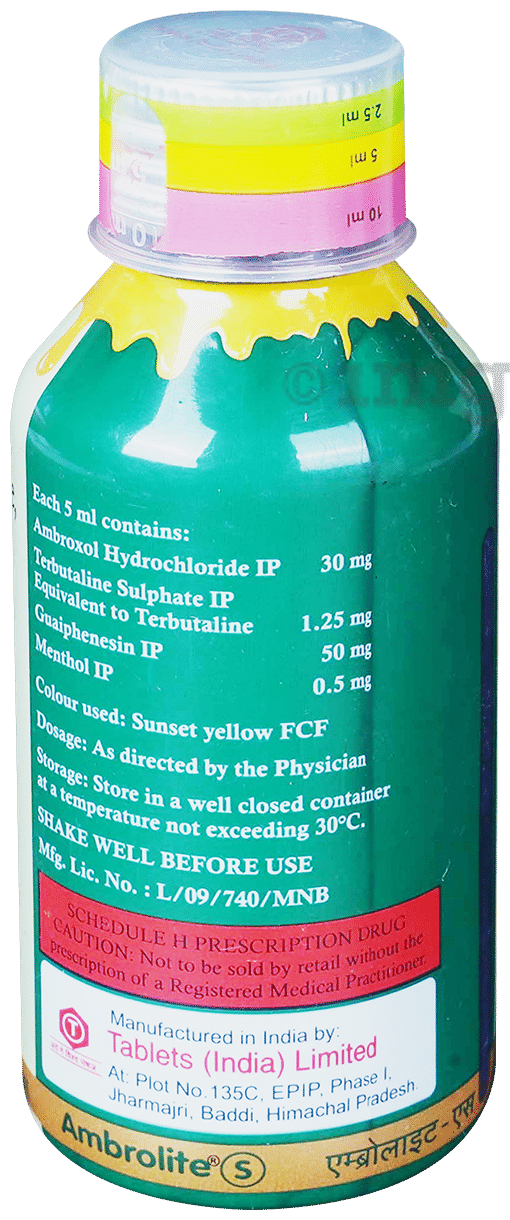 2.5 ml
5 ml
10 ml
Each 5 ml contains:
Ambroxol Hydrochloride IP 30 mg
Terbutaline Sulphate IP
Equivalent to Terbutaline 1.25 mg
Guaiphenesin IP 50 mg
Menthol IP 0.5 mg
Colour used: Sunset yellow FCF
Dosage: As directed by the Physician
Storage: Store in a well closed container
at a temperature not exceeding 30°C.
SHAKE WELL BEFORE USE
Mfg. Lic. No. : L/09/740/MNB
SCHEDULE H PRESCRIPTION DRUG
CAUTION: Not to be sold by retail without the
prescription of a Registered Medical Practitioner.
T
Manufactured in India by:
Tablets (India) Limited
At: Plot No.135C, EPIP, Phase I,
Jharmajri, Baddi, Himachal Pradesh.
Ambrolite® S एम्ब्रोलाइट - एस